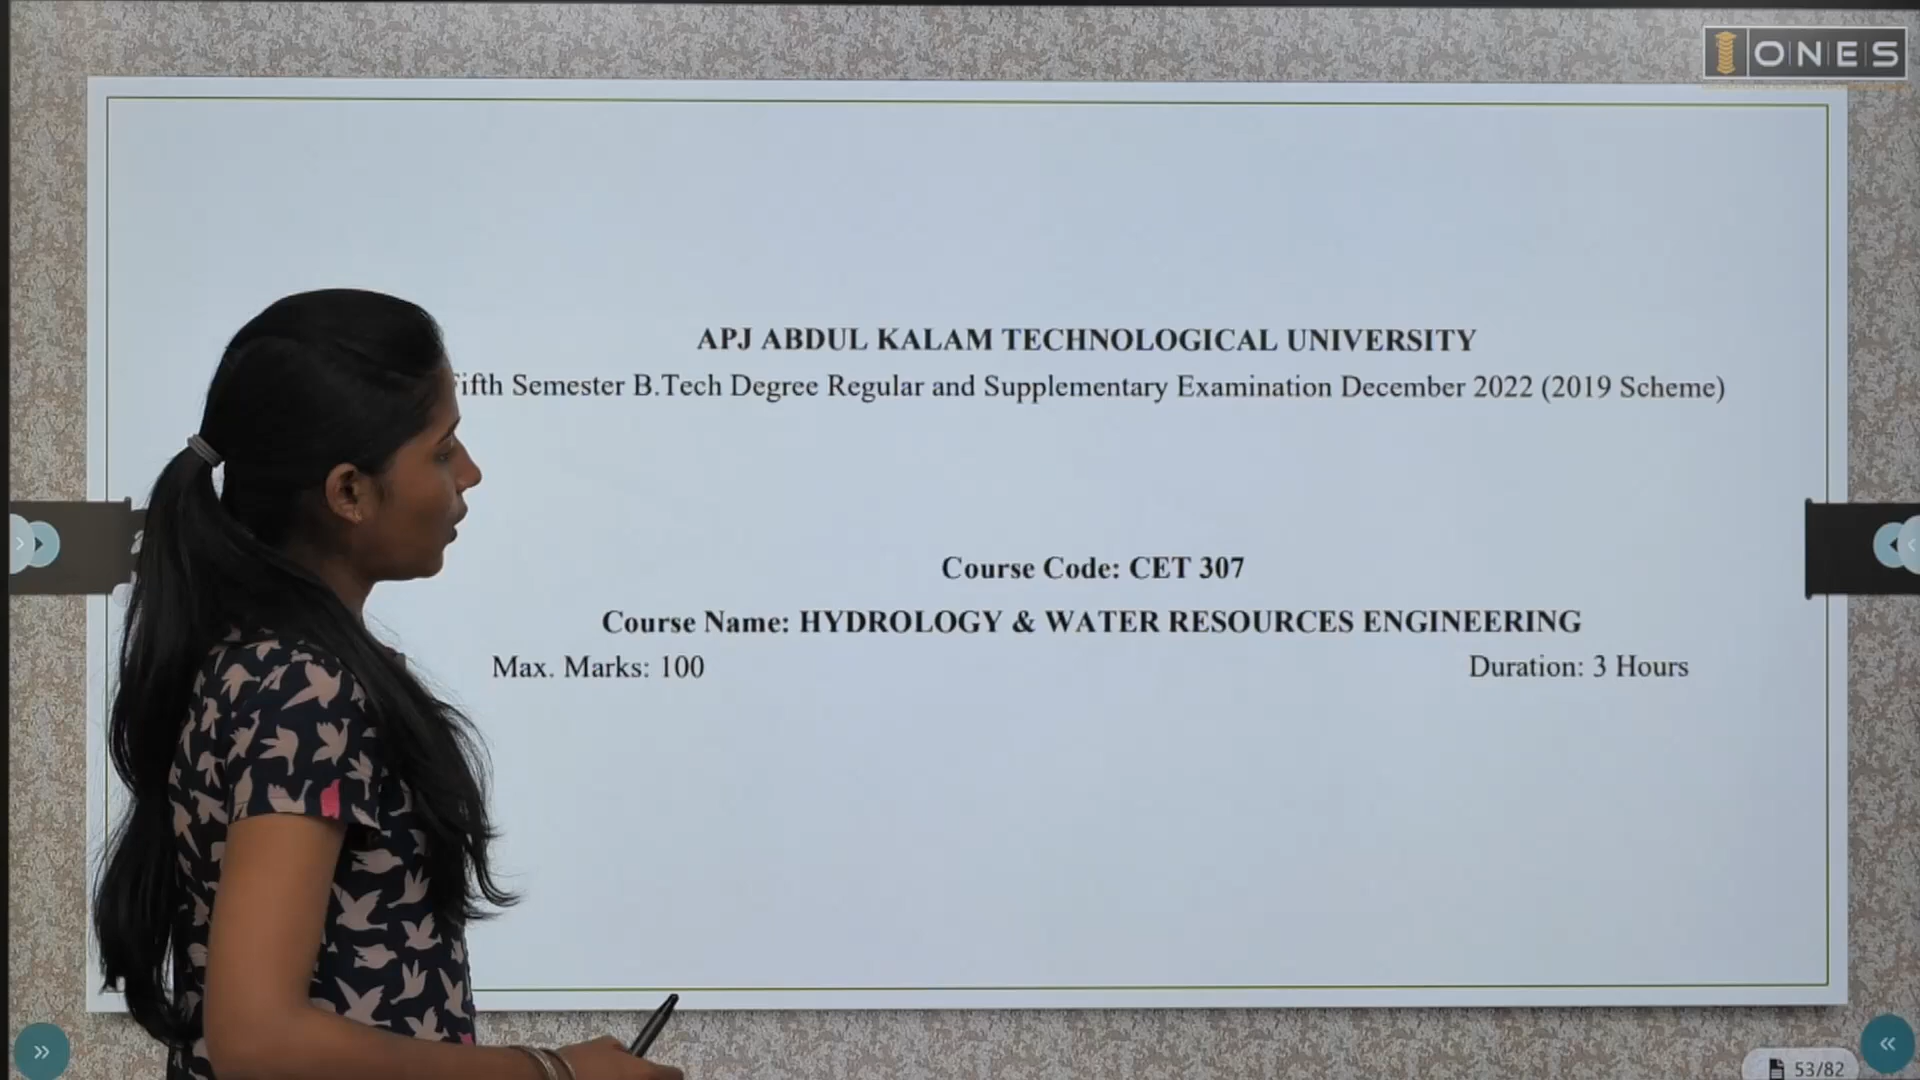 ONES
APJ ABDUL KALAM TECHNOLOGICAL UNIVERSITY
Semester B.Tech Degree Regular and Supplementary Examination December 2022 (2019 Scheme)
Course Code: CET 307
Course Name: HYDROLOGY & WATER RESOURCES ENGINEERING
Max. Marks: 100
Duration: 3 Hours
53/82